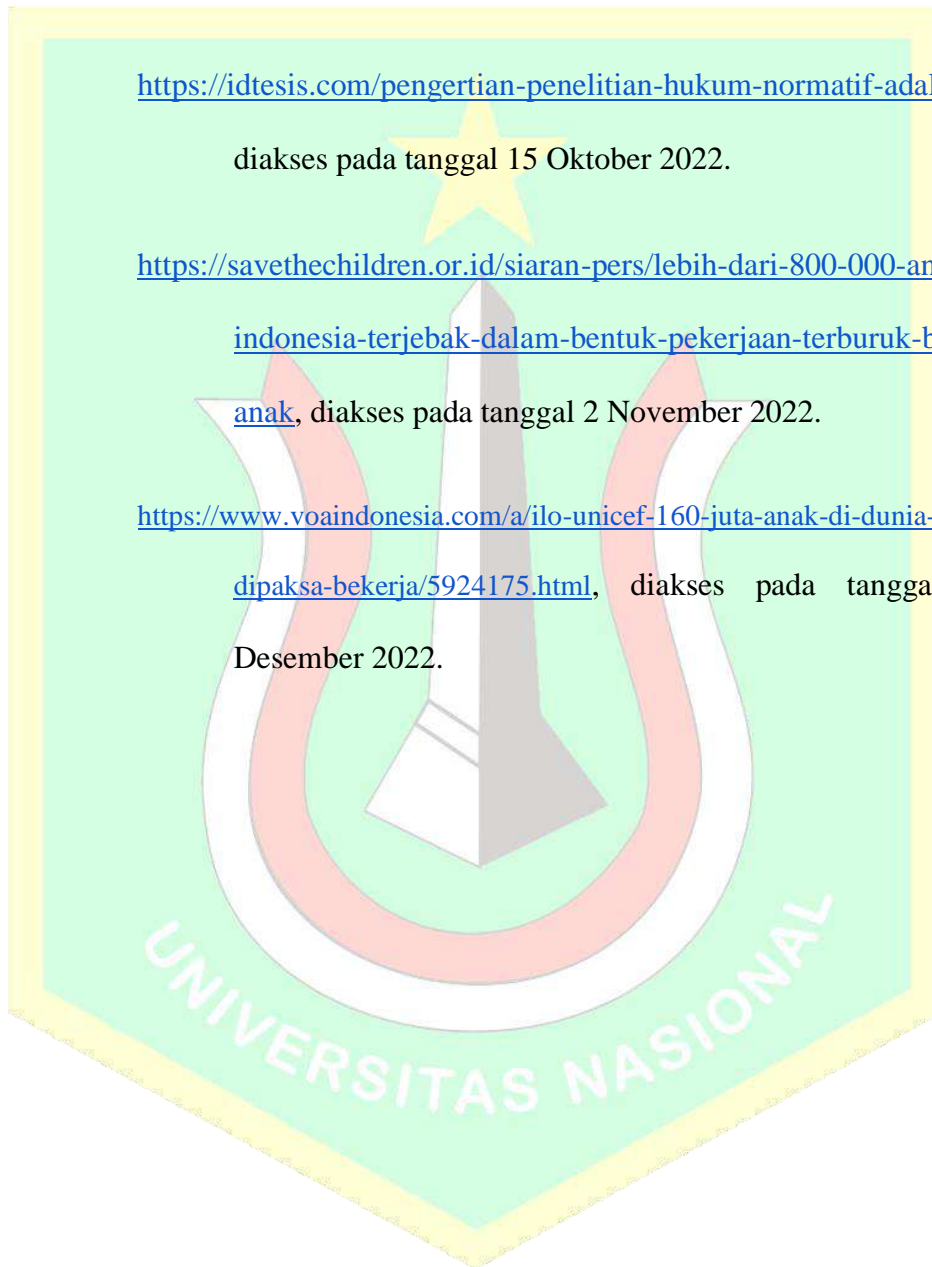 https://idtesis.com/pengertian-penelitian-hukum-normatif-adal
diakses pada tanggal 15 Oktober 2022.
https://savethechildren.or.id/siaran-pers/lebih-dari-800-000-an
indonesia-terjebak-dalam-bentuk-pekerjaan-terburuk-b
anak, diakses pada tanggal 2 November 2022.
https://www.voaindonesia.com/a/ilo-unicef-160-juta-anak-di-dunia-
dipaksa-bekerja/5924175.html, diakses pada tangga
Desember 2022.
UNIVERSITAS NASIONAL